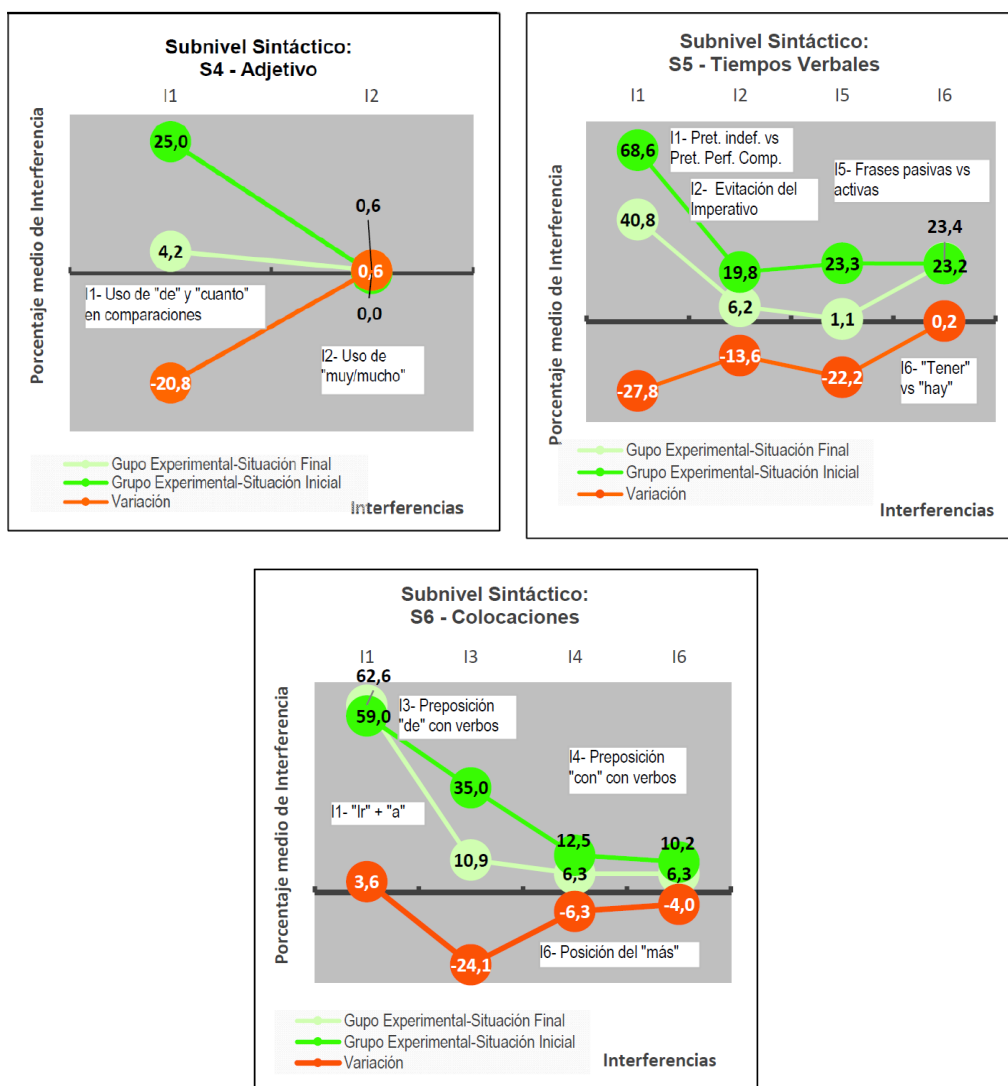 Subnivel Sintáctico:
S4 - Adjetivo
I1
I2
Porcentaje medio de Interferencia
25,0
4,2
-20,8
0,6
0,6
0,0
I1- Uso de "de" y "cuanto"
en comparaciones
I2- Uso de
"muy/mucho"
Gupo Experimental-Situación Final
Grupo Experimental-Situación Inicial
Variación
Interferencias
Subnivel Sintáctico:
S5 - Tiempos Verbales
I1
I2
I5
I6
Porcentaje medio de Interferencia
I1- Pret. indef. vs
Pret. Perf. Comp.
I2- Evitación del
Imperativo
I5- Frases pasivas vs
activas
68,6
40,8
19,8
6,2
23,3
1,1
23,4
23,2
-27,8
-13,6
-22,2
0,2
I6- "Tener"
vs "hay"
Gupo Experimental-Situación Final
Grupo Experimental-Situación Inicial
Variación
Interferencias
Subnivel Sintáctico:
S6 - Colocaciones
I1
I3
I4
I6
Porcentaje medio de Interferencia
62,6
59,0
I3- Preposición
"de" con verbos
I4- Preposición
"con" con verbos
35,0
I1- "Ir" + "a"
10,9
12,5
6,3
10,2
6,3
3,6
-24,1
-6,3
-4,0
I6- Posición del "más"
Gupo Experimental-Situación Final
Grupo Experimental-Situación Inicial
Variación
Interferencias